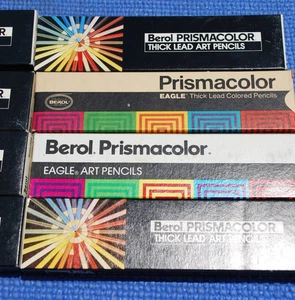 Berol PRISMACOLOR
THICK LEAD ART PENCILS
BEROL
Prismacolor
EAGLE® Thick Lead Colored Pencils
Berol® Prismacolor®
EAGLE® ART PENCILS
Berol PRISMACOLOR
THICK LEAD ART PENCILS